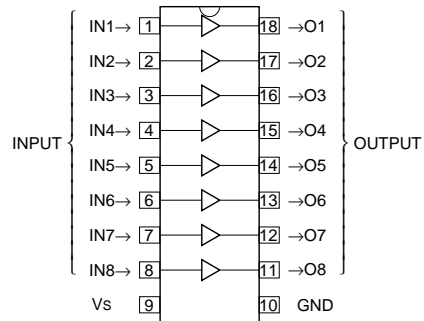 IN1→ 1 18 →O1
IN2→ 2 17 →O2
IN3→ 3 16 →O3
IN4→ 4 15 →O4
INPUT OUTPUT
IN5→ 5 14 →O5
IN6→ 6 13 →O6
IN7→ 7 12 →O7
IN8→ 8 11 →O8
Vs 9 10 GND